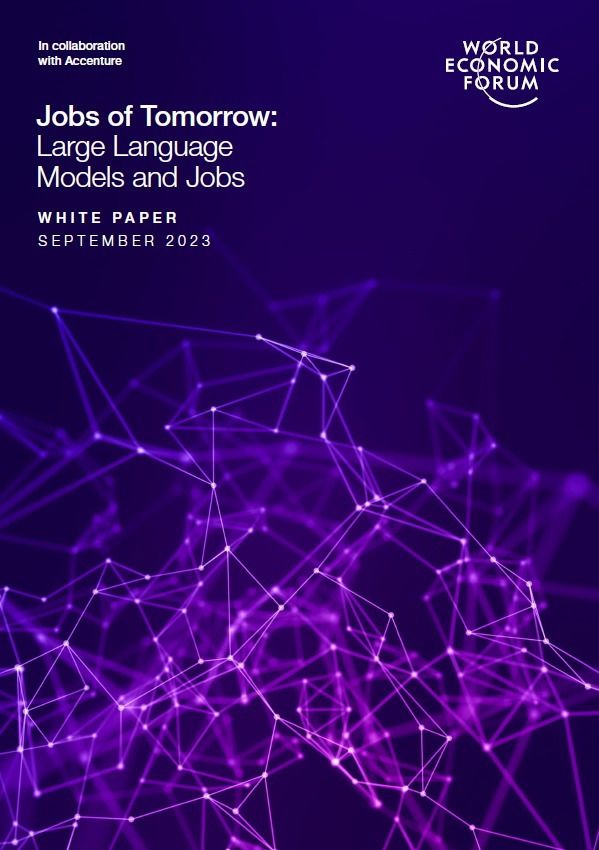 In collaboration
with Accenture
WORLD
ECONOMIC
FORUM
Jobs of Tomorrow:
Large Language
Models and Jobs
WHITE PAPER
SEPTEMBER 2023